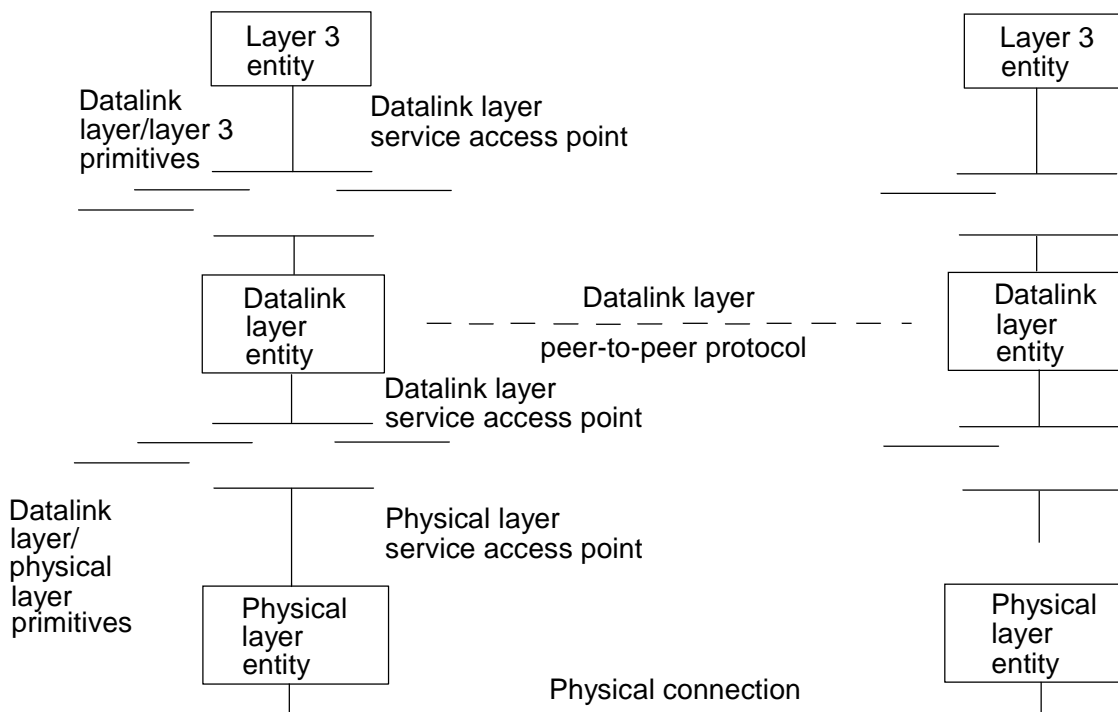 Layer 3
entity
Layer 3
entity
Datalink
layer/layer 3
primitives
Datalink layer
service access point
Datalink
layer
entity
Datalink layer
peer-to-peer protocol
Datalink
layer
entity
Datalink layer
service access point
Datalink
layer/
physical
layer
primitives
Physical layer
service access point
Physical
layer
entity
Physical connection
Physical
layer
entity